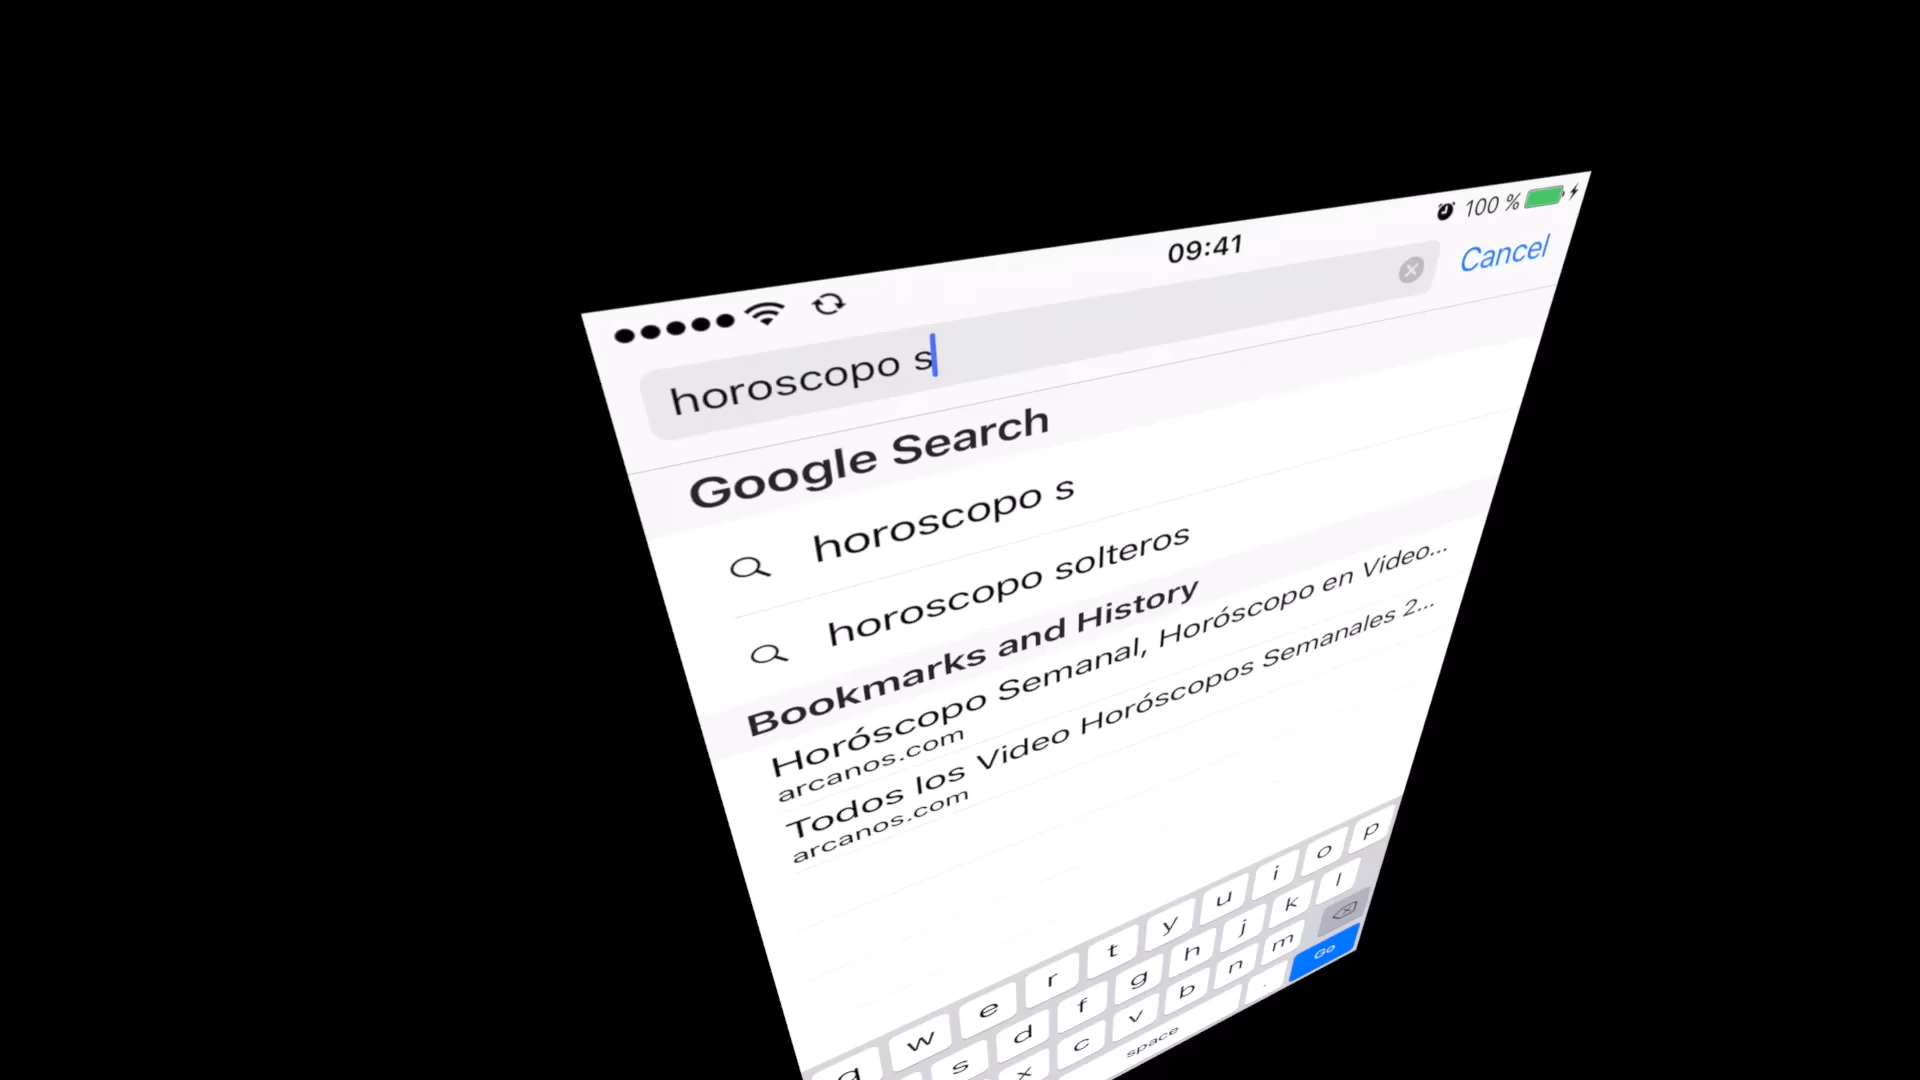 09:41
100 %
horoscopo s
Cancel
Google Search
horoscopo s
horoscopo solteros
Bookmarks and History
Horóscopo Semanal, Horóscopo en Video...
arcanos.com
Todos los Video Horóscopos Semanales 2...
arcanos.com
q w e r t y u i o p
s d f g h j k l
x c v b n m
space . Go